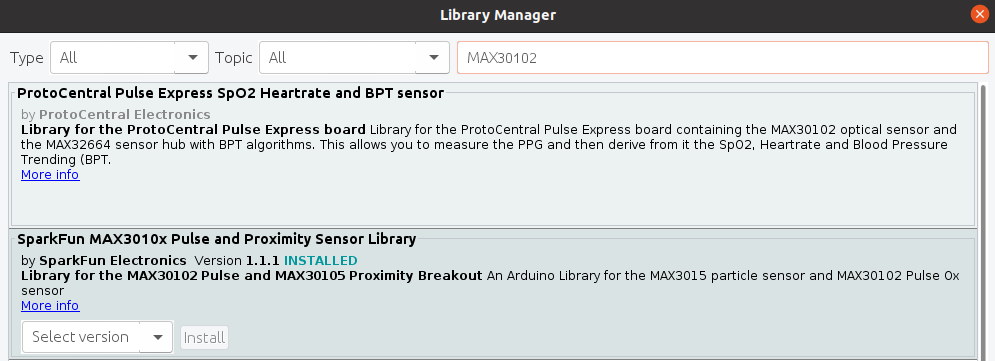 Library Manager
Type All Topic All MAX30102
ProtoCentral Pulse Express SpO2 Heartrate and BPT sensor
by ProtoCentral Electronics
Library for the ProtoCentral Pulse Express board Library for the ProtoCentral Pulse Express board containing the MAX30102 optical sensor and
the MAX32664 sensor hub with BPT algorithms. This allows you to measure the PPG and then derive from it the SpO2, Heartrate and Blood Pressure
Trending (BPT.
More info
SparkFun MAX3010x Pulse and Proximity Sensor Library
by SparkFun Electronics Version 1.1.1 INSTALLED
Library for the MAX30102 Pulse and MAX30105 Proximity Breakout An Arduino Library for the MAX3015 particle sensor and MAX30102 Pulse Ox
sensor
More info
Select version Install